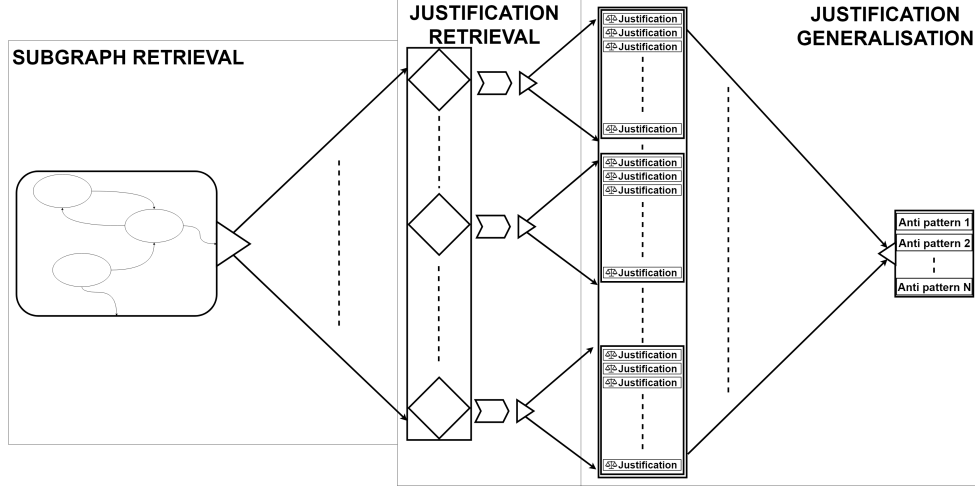 SUBGRAPH RETRIEVAL
JUSTIFICATION
RETRIEVAL
JUSTIFICATION
GENERALISATION
Justification
Justification
Justification
Justification
Justification
Justification
Justification
Justification
Justification
Justification
Justification
Justification
Anti pattern 1
Anti pattern 2
Anti pattern N